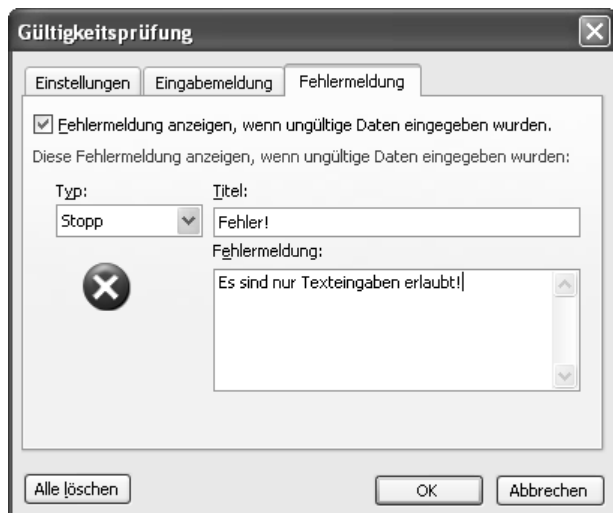 Gültigkeitsprüfung
Einstellungen Eingabemeldung Fehlermeldung
Fehlermeldung anzeigen, wenn ungültige Daten eingegeben wurden.
Diese Fehlermeldung anzeigen, wenn ungültige Daten eingegeben wurden:
Typ: Titel:
Stopp Fehler!
Fehlermeldung:
Es sind nur Texteingaben erlaubt!
Alle löschen OK Abbrechen